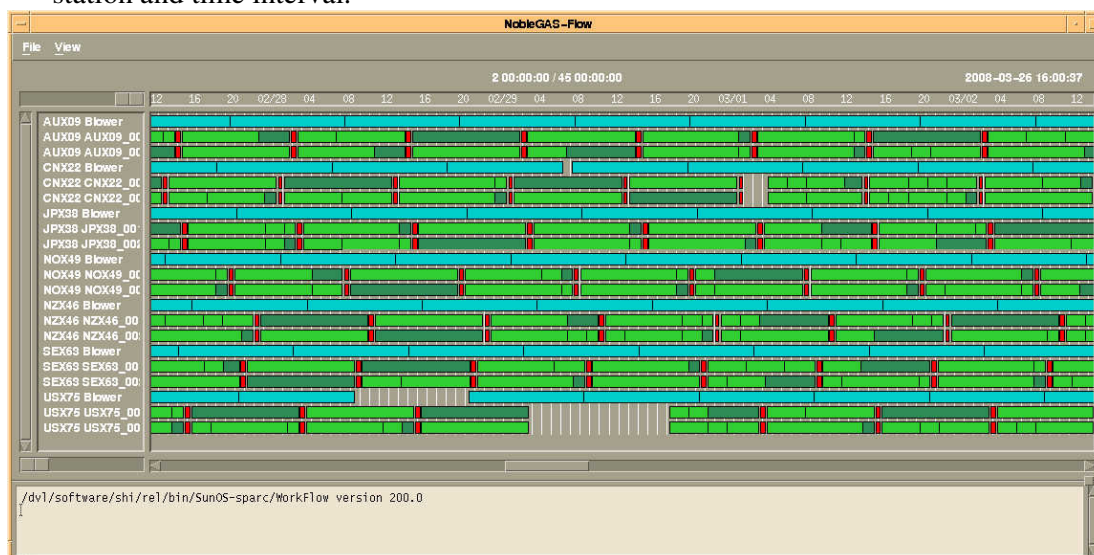 station and time interval.
NobleGAS-Flow
File View
2 00:00:00 / 45 00:00:00 2008-03-26 16:00:37
12 16 20 02/28 04 08 12 16 20 02/29 04 08 12 16 20 03/01 04 08 12 16 20 03/02 04 08 12
AUX09 Blower
AUX09 AUX09_00
AUX09 AUX09_00
CNX22 Blower
CNX22 CNX22_00
CNX22 CNX22_00
JPX38 Blower
JPX38 JPX38_00
JPX38 JPX38_002
NOX49 Blower
NOX49 NOX49_00
NOX49 NOX49_00
NZX46 Blower
NZX46 NZX46_00
NZX46 NZX46_00
SEX63 Blower
SEX63 SEX63_00
SEX63 SEX63_00
USX75 Blower
USX75 USX75_00
USX75 USX75_00
/dvl/software/shi/rel/bin/SunOS-sparc/WorkFlow version 200.0